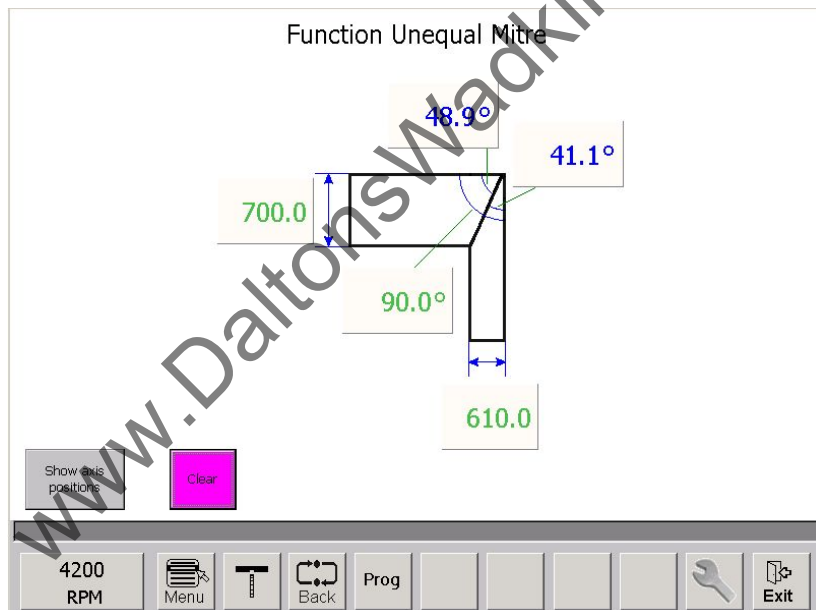 Function Unequal Mitre
48.9°
41.1°
700.0
90.0°
610.0
Show axis
positions
Clear
4200
RPM
Menu
Back
Prog
Exit
www.DaltonsWadki